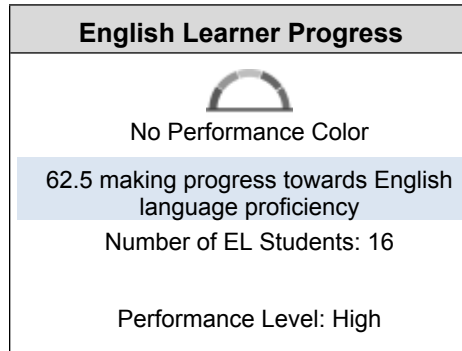 English Learner Progress
No Performance Color
62.5 making progress towards English
language proficiency
Number of EL Students: 16
Performance Level: High